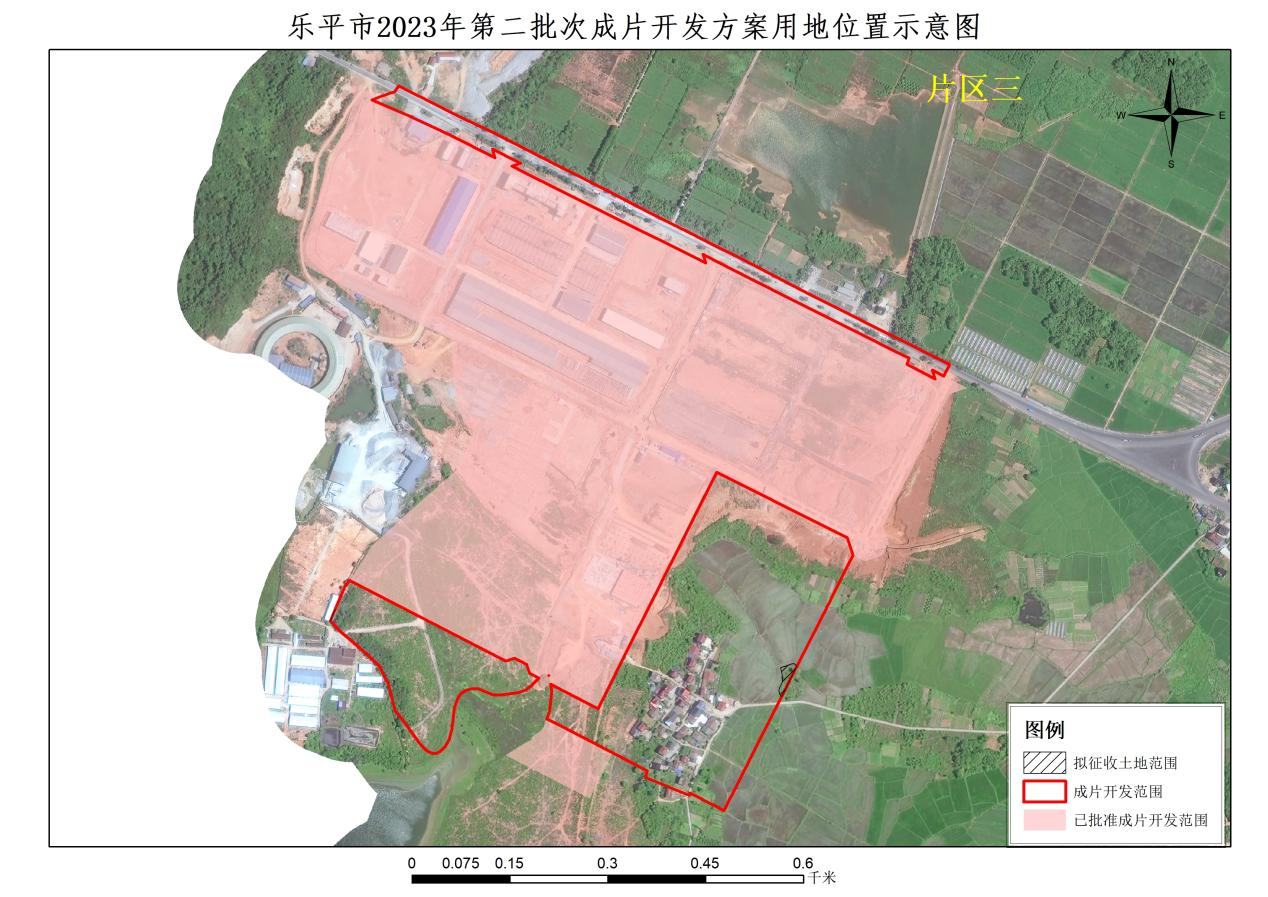 乐平市2023年第二批次成片开发方案用地位置示意图
片区三
N
W E
S
图例
拟征收土地范围
成片开发范围
已批准成片开发范围
0 0.075 0.15 0.3 0.45 0.6
千米